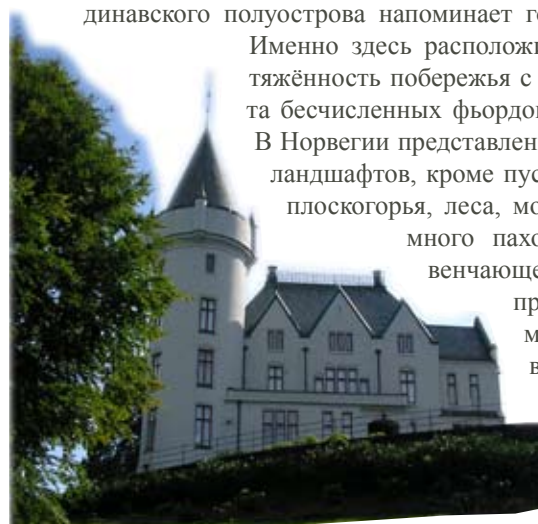 динавского полуострова напоминает г
Именно здесь расположи
тяжённость побережья с
та бесчисленных фьордо
В Норвегии представлен
ландшафтов, кроме пус
плоскогорья, леса, мо
много пахо
венчающе
пр
м
в